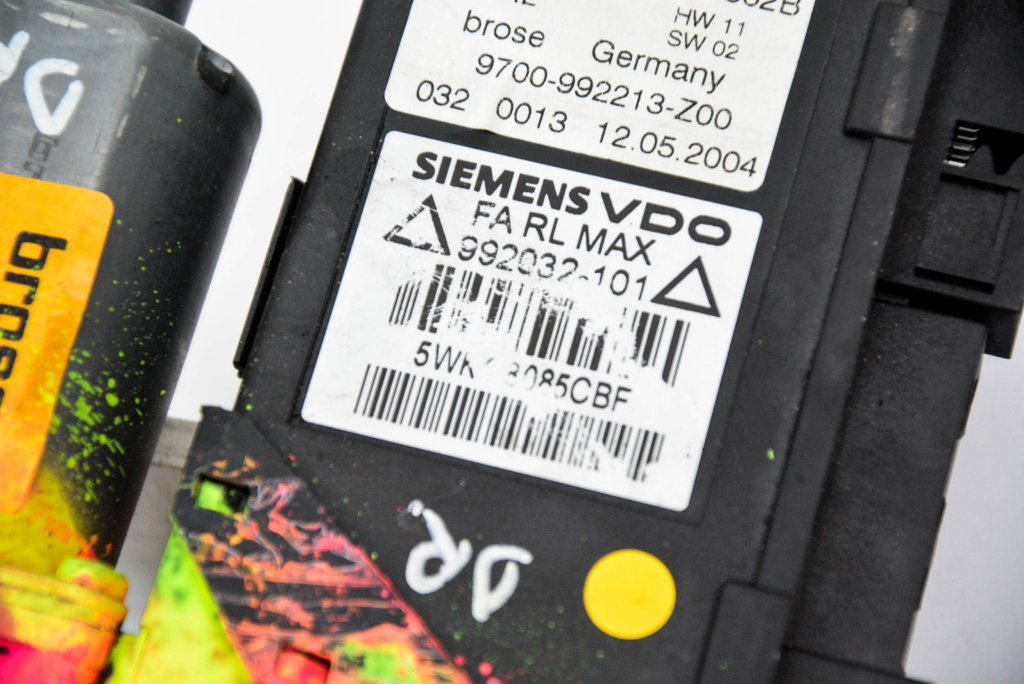 HW 11
SW 02
brose
Germany
9700-992213-Z00
032 0013 12.05.2004
SIEMENS VDO
FA RL MAX
992032-101
brose